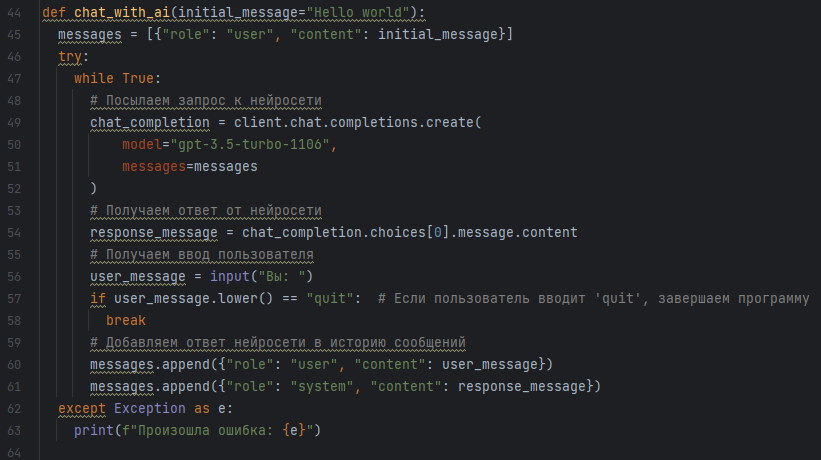 44 def chat_with_ai(initial_message="Hello world"):
45 messages = [{"role": "user", "content": initial_message}]
46 try:
47 while True:
48 # Посылаем запрос к нейросети
49 chat_completion = client.chat.completions.create(
50 model="gpt-3.5-turbo-1106",
51 messages=messages
52 )
53 # Получаем ответ от нейросети
54 response_message = chat_completion.choices[0].message.content
55 # Получаем ввод пользователя
56 user_message = input("Вы: ")
57 if user_message.lower() == "quit":  # Если пользователь вводит 'quit', завершаем программу
58 break
59 # Добавляем ответ нейросети в историю сообщений
60 messages.append({"role": "user", "content": user_message})
61 messages.append({"role": "system", "content": response_message})
62 except Exception as e:
63 print(f"Произошла ошибка: {e}")
64